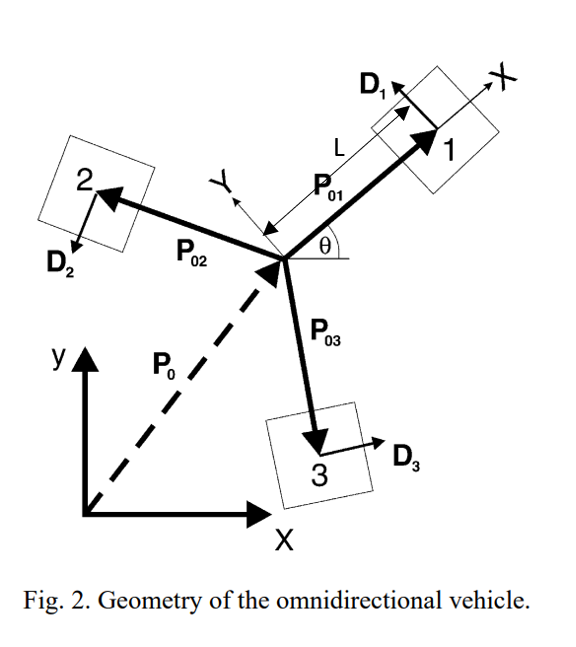 D₁
X
1
L
P₀₁
Y
2
θ
P₀₂
D₂
P₀₃
y
P₀
D₃
3
X
Fig. 2. Geometry of the omnidirectional vehicle.